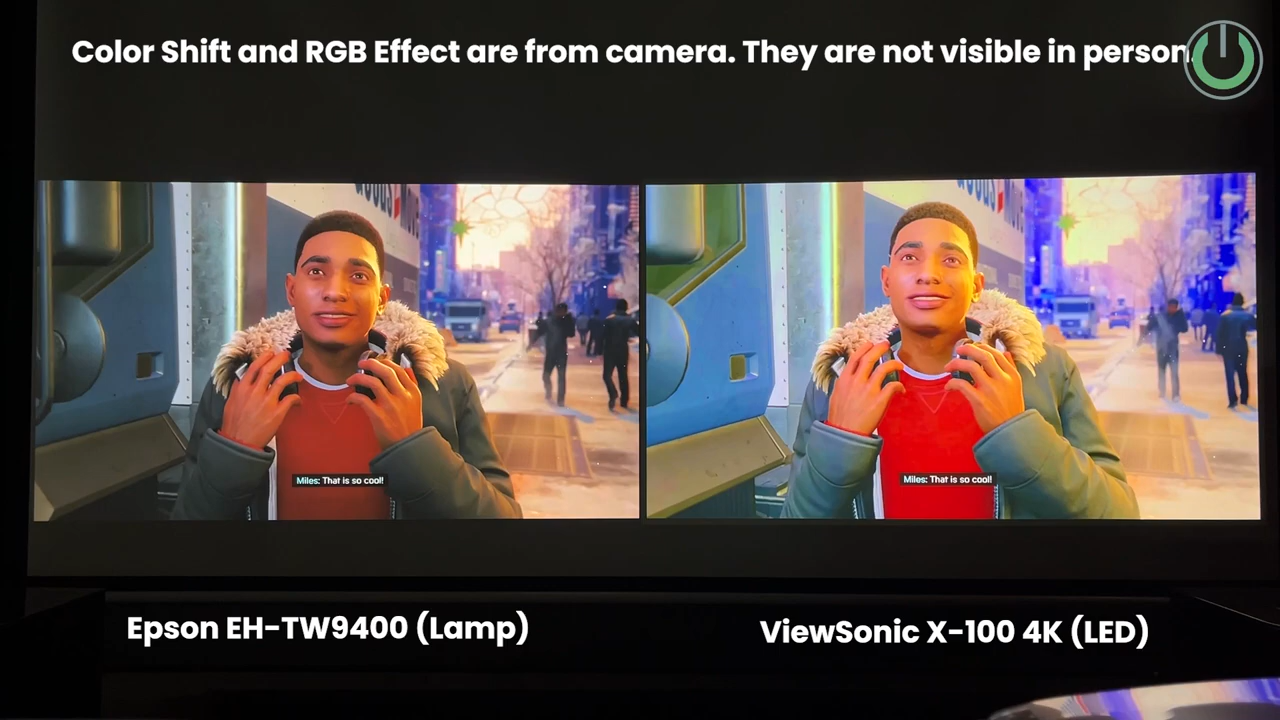 Color Shift and RGB Effect are from camera. They are not visible in person.
Miles: That is so cool!
Miles: That is so cool!
Epson EH-TW9400 (Lamp)
ViewSonic X-100 4K (LED)